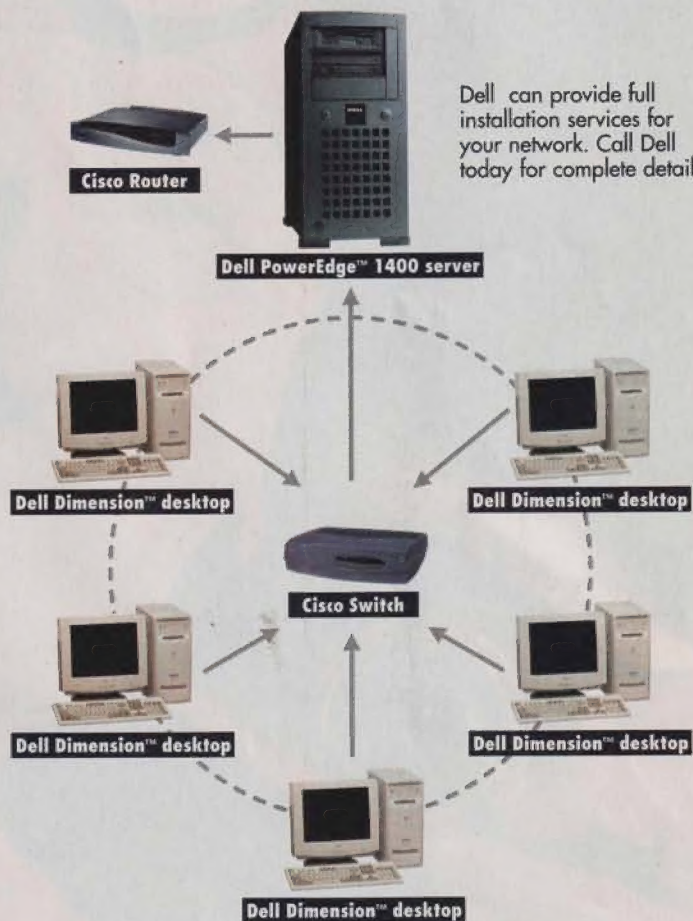 Dell can provide full
installation services for
your network. Call Dell
today for complete detail
Cisco Router
Dell PowerEdge™ 1400 server
Dell Dimension™ desktop
Dell Dimension™ desktop
Cisco Switch
Dell Dimension™ desktop
Dell Dimension™ desktop
Dell Dimension™ desktop